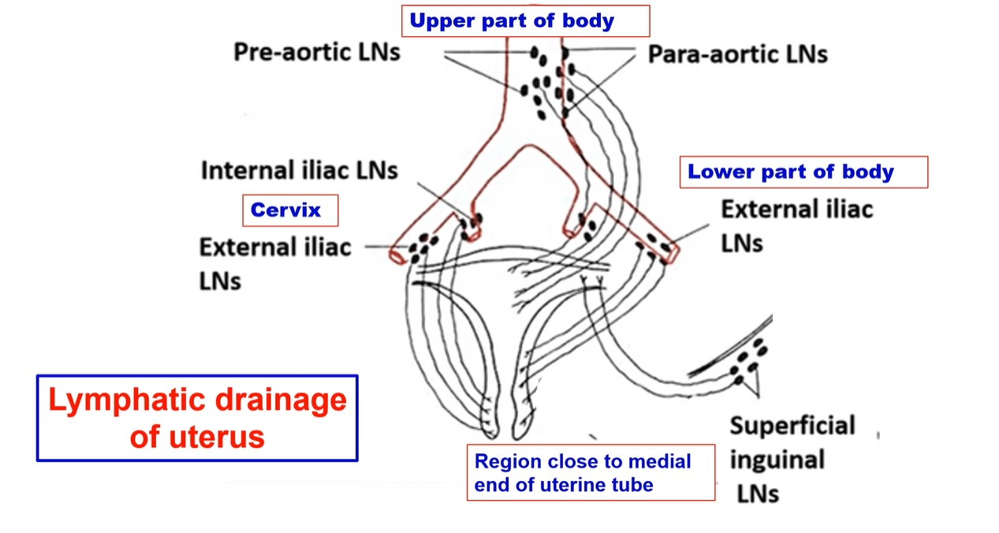 Upper part of body
Pre-aortic LNs
Para-aortic LNs
Internal iliac LNs
Lower part of body
Cervix
External iliac
LNs
External iliac
LNs
Lymphatic drainage
of uterus
Superficial
inguinal
LNs
Region close to medial
end of uterine tube